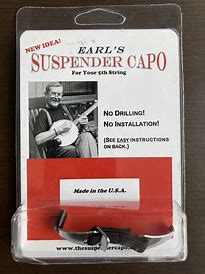 NEW IDEA!
EARL'S
SUSPENDER CAPO
For Your 5th String
NO DRILLING!
NO INSTALLATION!
(SEE EASY INSTRUCTIONS
ON BACK.)
Made in the U.S.A.
www.thesuspendercapo